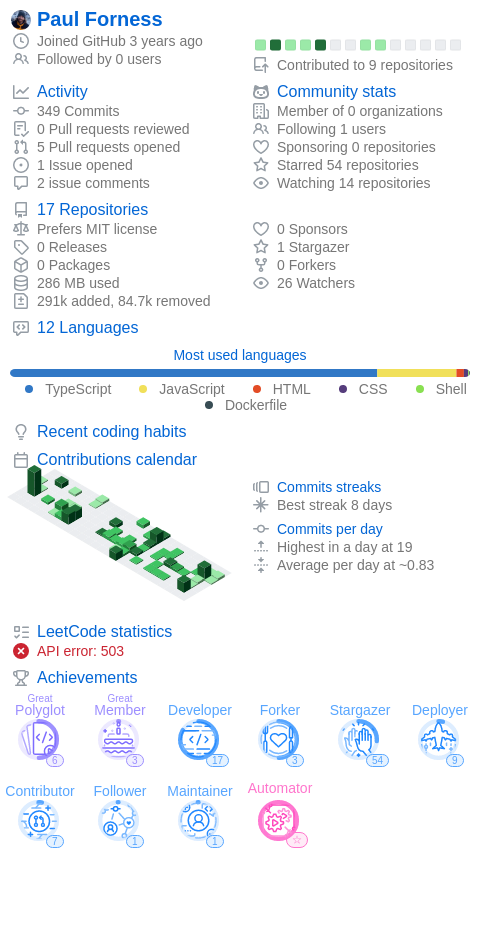 Paul Forness
Joined GitHub 3 years ago
Followed by 0 users
Contributed to 9 repositories
Activity
349 Commits
0 Pull requests reviewed
5 Pull requests opened
1 Issue opened
2 issue comments
Community stats
Member of 0 organizations
Following 1 users
Sponsoring 0 repositories
Starred 54 repositories
Watching 14 repositories
17 Repositories
Prefers MIT license
0 Releases
0 Packages
286 MB used
291k added, 84.7k removed
0 Sponsors
1 Stargazer
0 Forkers
26 Watchers
12 Languages
Most used languages
TypeScript JavaScript HTML CSS Shell
Dockerfile
Recent coding habits
Contributions calendar
Commits streaks
Best streak 8 days
Commits per day
Highest in a day at 19
Average per day at ~0.83
LeetCode statistics
API error: 503
Achievements
Great Great
Polyglot Member Developer Forker Stargazer Deployer
6 3 17 3 54 9
Contributor Follower Maintainer Automator
7 1 1 ☆